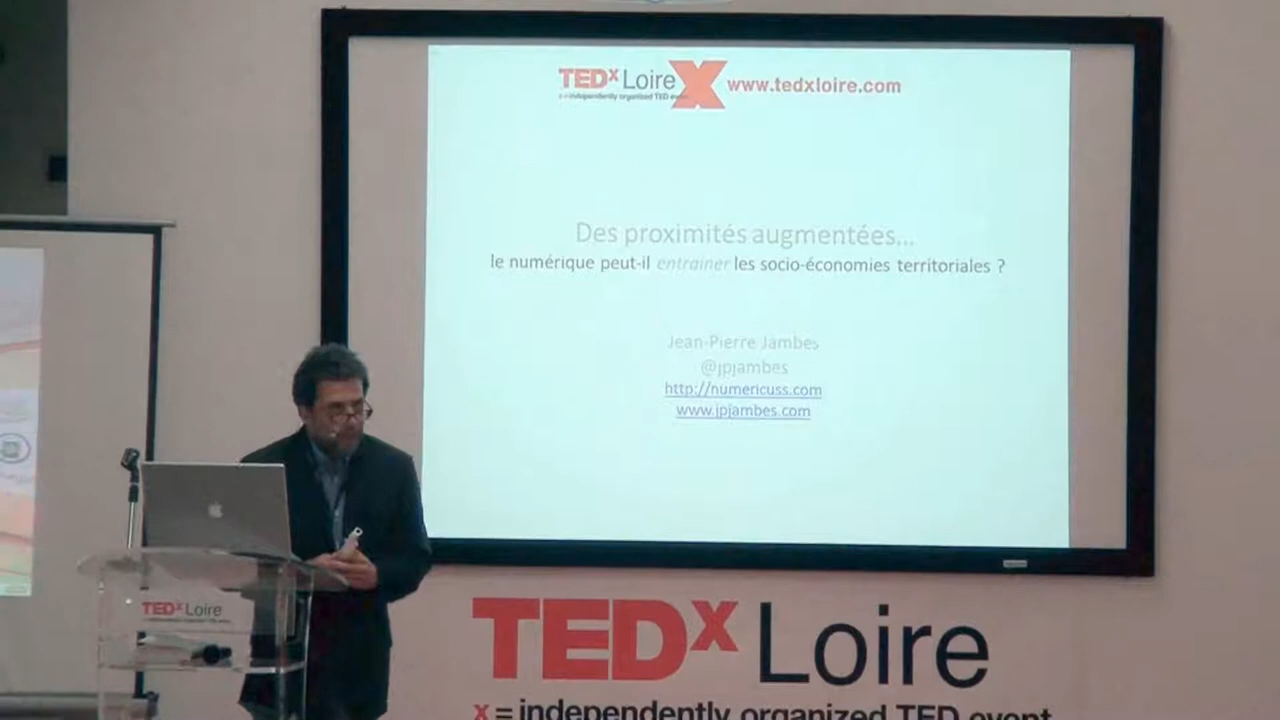 TEDx Loire X www.tedxloire.com
x = independently organized TED event
Des proximités augmentées...
le numérique peut-il entrainer les socio-économies territoriales ?
Jean-Pierre Jambes
@jpjambes
http://numericuss.com
www.jpjambes.com
TEDx Loire
TEDx Loire
x = independently organized TED event